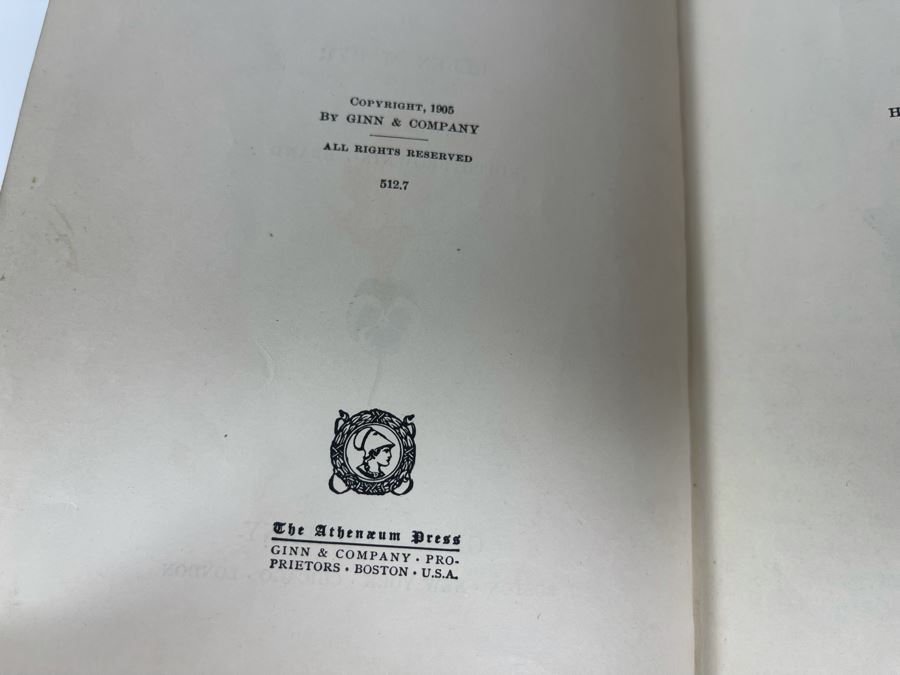 COPYRIGHT, 1905
BY GINN & COMPANY
ALL RIGHTS RESERVED
512.7
H
The Athenæum Press
GINN & COMPANY · PRO-
PRIETORS · BOSTON · U.S.A.